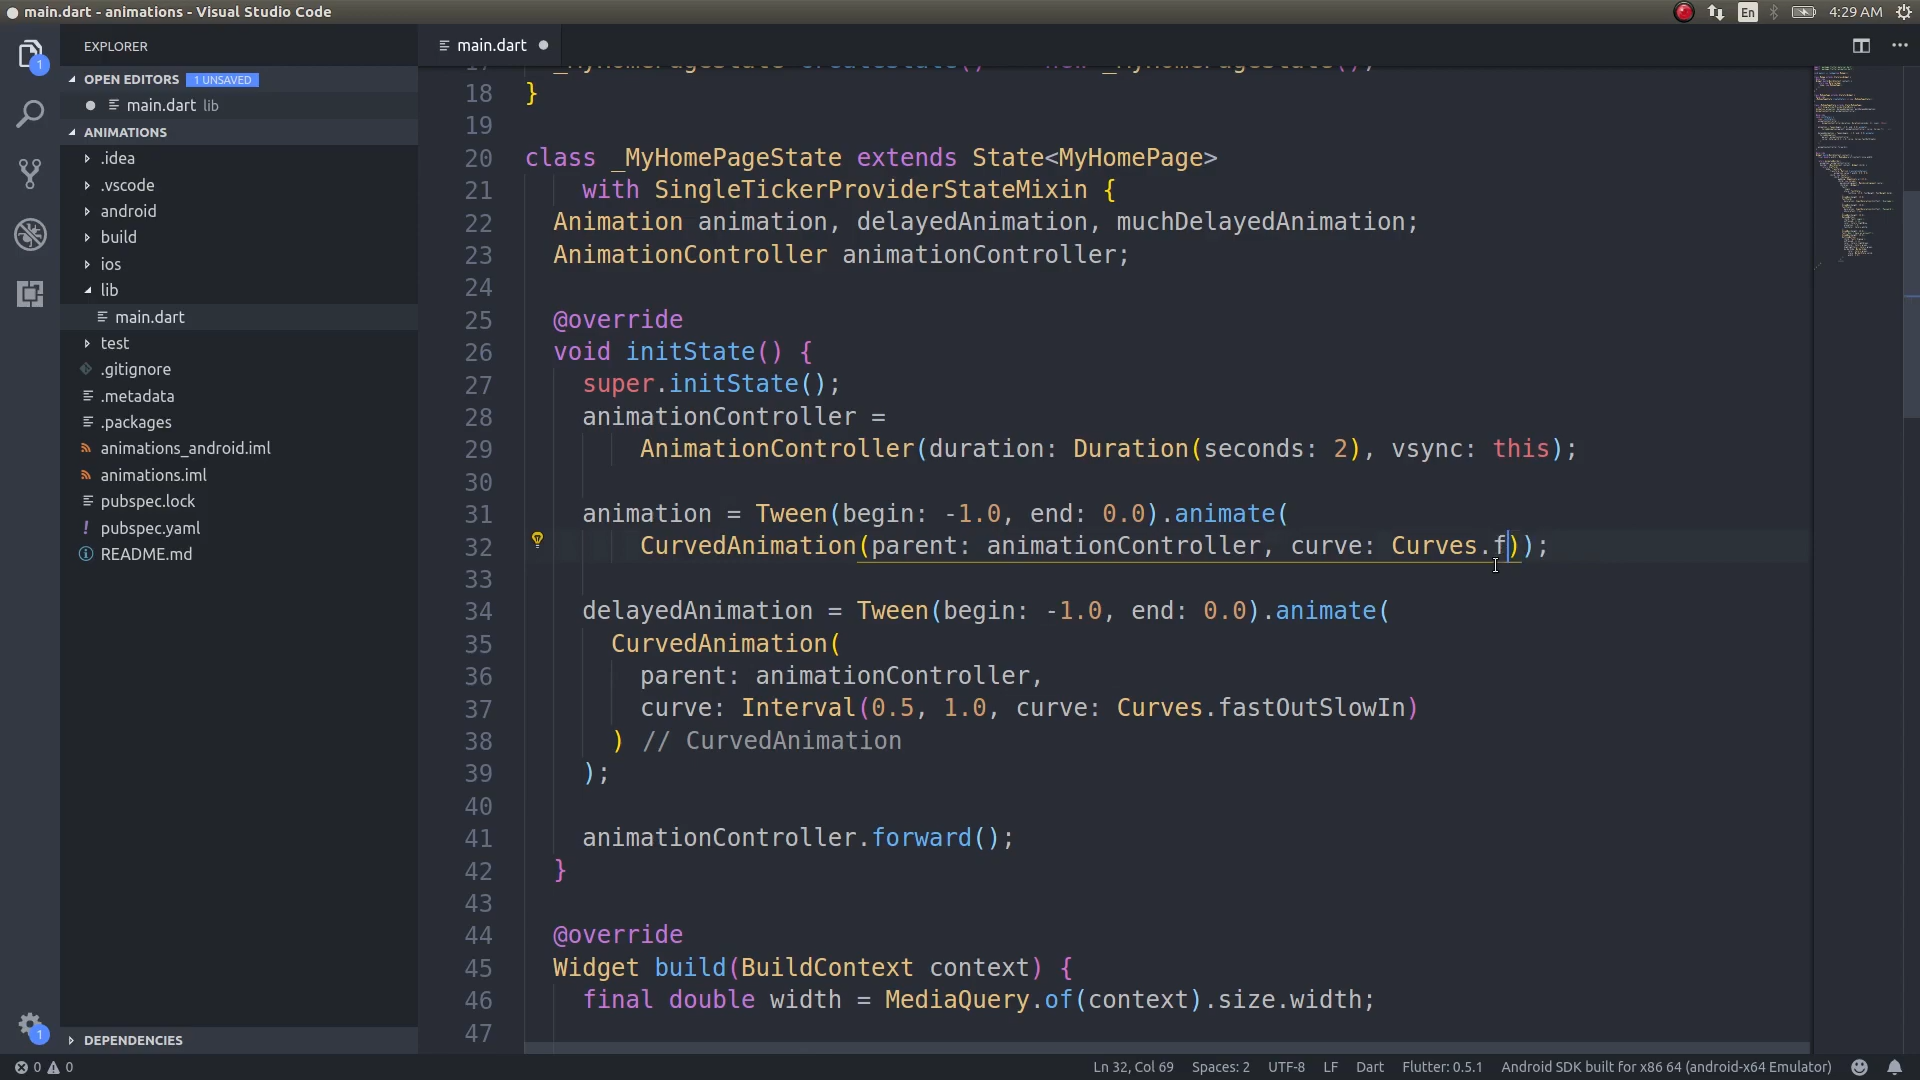 main.dart - animations - Visual Studio Code
En
4:29 AM
1
EXPLORER
OPEN EDITORS 1 UNSAVED
main.dart lib
ANIMATIONS
.idea
.vscode
android
build
ios
lib
main.dart
test
.gitignore
.metadata
.packages
animations_android.iml
animations.iml
pubspec.lock
! pubspec.yaml
README.md
1
DEPENDENCIES
main.dart
18 }
19
20 class _MyHomePageState extends State<MyHomePage>
21 with SingleTickerProviderStateMixin {
22 Animation animation, delayedAnimation, muchDelayedAnimation;
23 AnimationController animationController;
24
25 @override
26 void initState() {
27 super.initState();
28 animationController =
29 AnimationController(duration: Duration(seconds: 2), vsync: this);
30
31 animation = Tween(begin: -1.0, end: 0.0).animate(
32 CurvedAnimation(parent: animationController, curve: Curves.f));
33
34 delayedAnimation = Tween(begin: -1.0, end: 0.0).animate(
35 CurvedAnimation(
36 parent: animationController,
37 curve: Interval(0.5, 1.0, curve: Curves.fastOutSlowIn)
38 ) // CurvedAnimation
39 );
40
41 animationController.forward();
42 }
43
44 @override
45 Widget build(BuildContext context) {
46 final double width = MediaQuery.of(context).size.width;
47
0 0
Ln 32, Col 69 Spaces: 2 UTF-8 LF Dart Flutter: 0.5.1 Android SDK built for x86 64 (android-x64 Emulator)